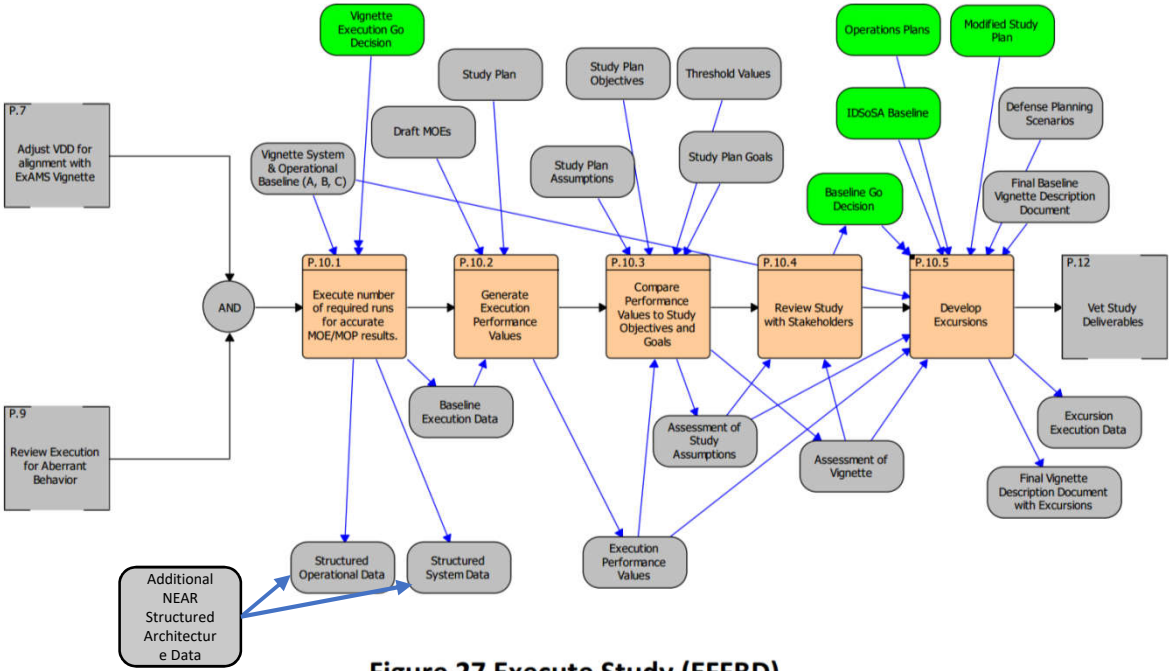 Vignette
Execution Go
Decision
Operations Plans
Modified Study
Plan
Study Plan
Study Plan
Objectives
Threshold Values
P.7
Adjust VDD for
alignment with
ExAMS Vignette
IDSoSA Baseline
Defense Planning
Scenarios
Draft MOEs
Vignette System
& Operational
Baseline (A, B, C)
Study Plan
Assumptions
Study Plan Goals
Baseline Go
Decision
Final Baseline
Vignette Description
Document
AND
P.10.1
Execute number
of required runs
for accurate
MOE/MOP results.
P.10.2
Generate
Execution
Performance
Values
P.10.3
Compare
Performance
Values to Study
Objectives and
Goals
P.10.4
Review Study
with Stakeholders
P.10.5
Develop
Excursions
P.12
Vet Study
Deliverables
P.9
Review Execution
for Aberrant
Behavior
Baseline
Execution Data
Assessment of
Study
Assumptions
Assessment of
Vignette
Excursion
Execution Data
Final Vignette
Description Document
with Excursions
Structured
Operational Data
Structured
System Data
Execution
Performance
Values
Additional
NEAR
Structured
Architectur
e Data
Figure 27 Execute Study (EFFBD)